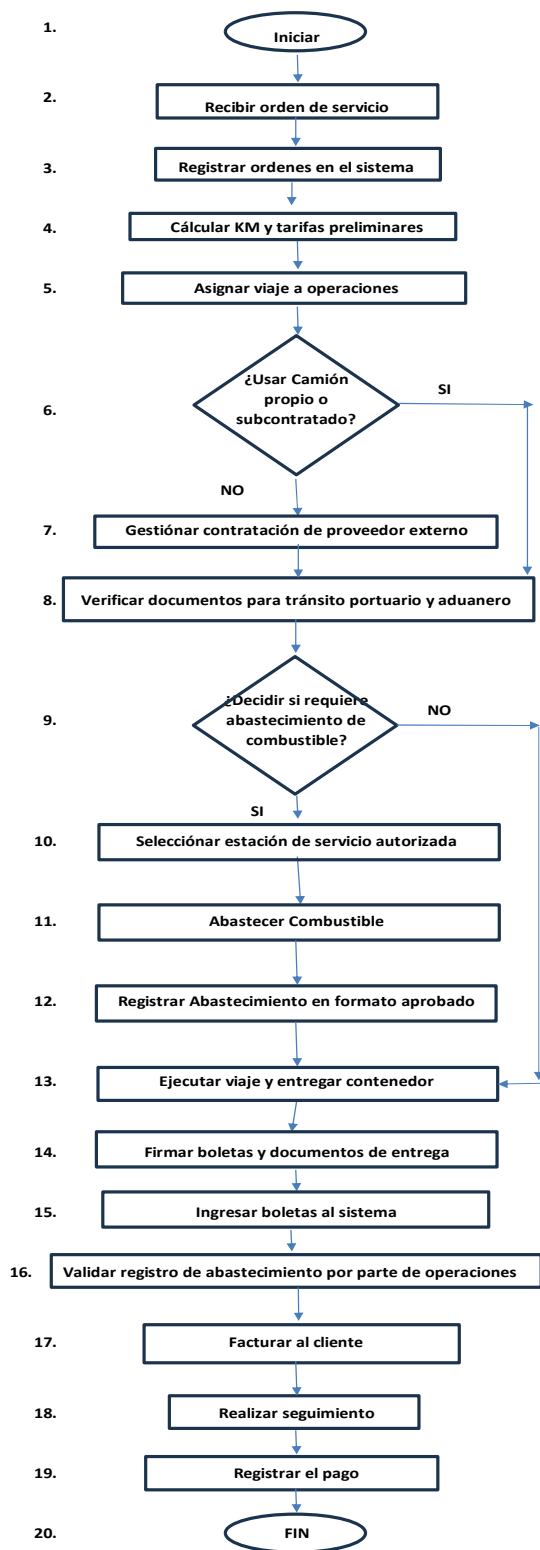 1.
Iniciar
2.
Recibir orden de servicio
3.
Registrar ordenes en el sistema
4.
Cálcular KM y tarifas preliminares
5.
Asignar viaje a operaciones
6.
¿Usar Camión
propio o
subcontratado?
SI
NO
7.
Gestiónar contratación de proveedor externo
8.
Verificar documentos para tránsito portuario y aduanero
9.
¿Decidir si requiere
abastecimiento de
combustible?
NO
SI
10.
Selecciónar estación de servicio autorizada
11.
Abastecer Combustible
12.
Registrar Abastecimiento en formato aprobado
13.
Ejecutar viaje y entregar contenedor
14.
Firmar boletas y documentos de entrega
15.
Ingresar boletas al sistema
16.
Validar registro de abastecimiento por parte de operaciones
17.
Facturar al cliente
18.
Realizar seguimiento
19.
Registrar el pago
20.
FIN